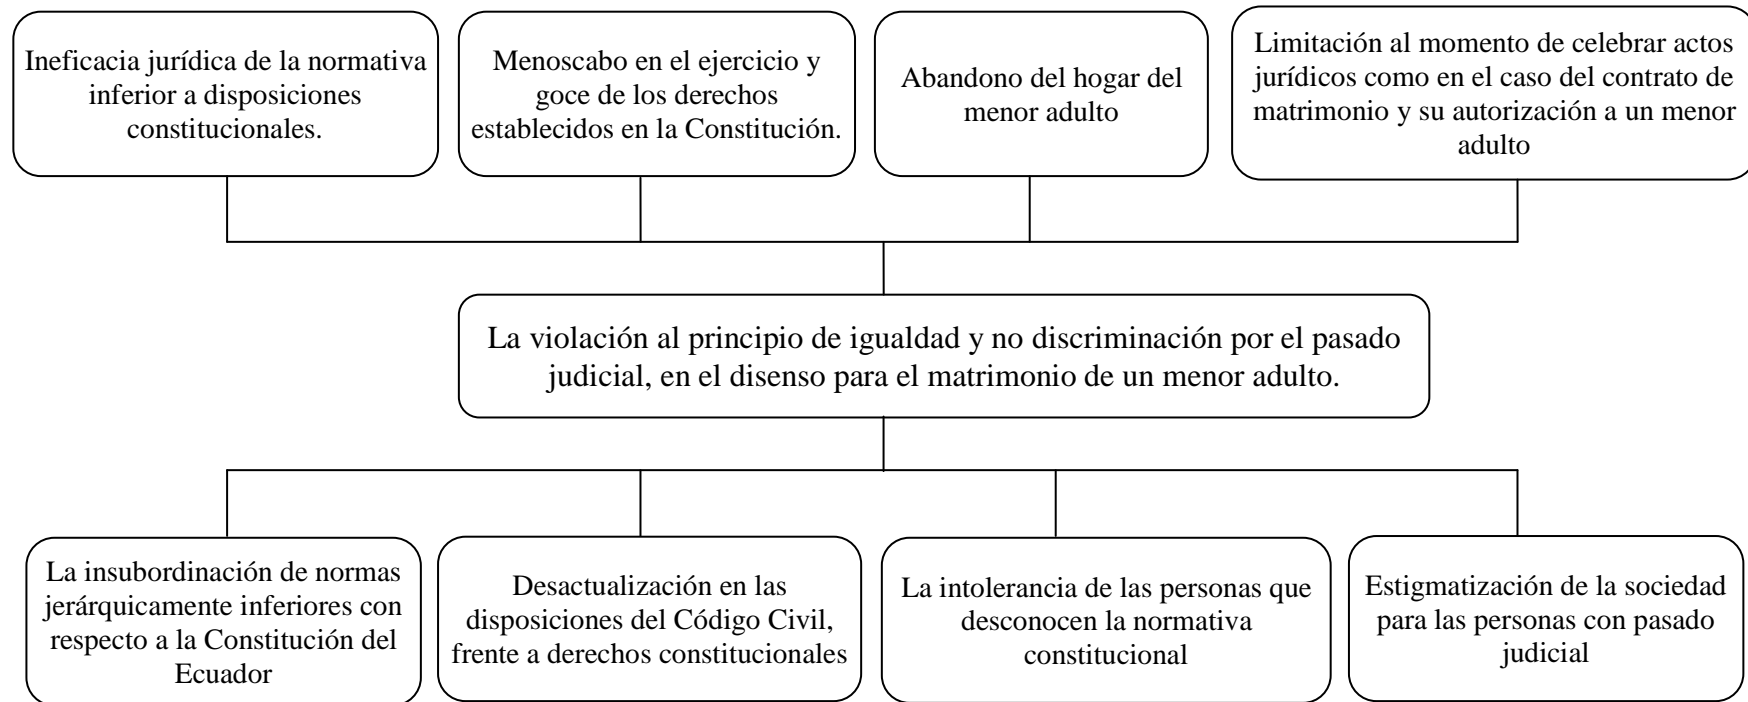 Ineficacia jurídica de la normativa
inferior a disposiciones
constitucionales.
Menoscabo en el ejercicio y
goce de los derechos
establecidos en la Constitución.
Abandono del hogar del
menor adulto
Limitación al momento de celebrar actos
jurídicos como en el caso del contrato de
matrimonio y su autorización a un menor
adulto
La violación al principio de igualdad y no discriminación por el pasado
judicial, en el disenso para el matrimonio de un menor adulto.
La insubordinación de normas
jerárquicamente inferiores con
respecto a la Constitución del
Ecuador
Desactualización en las
disposiciones del Código Civil,
frente a derechos constitucionales
La intolerancia de las personas que
desconocen la normativa
constitucional
Estigmatización de la sociedad
para las personas con pasado
judicial